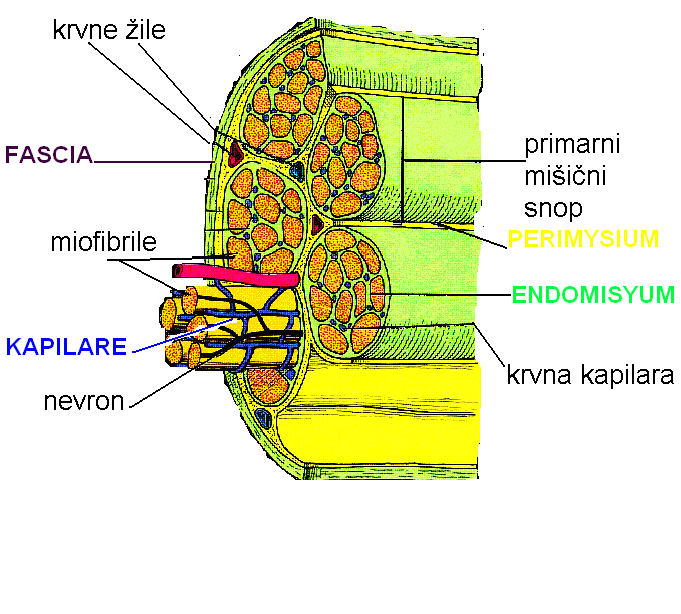 krvne žile
FASCIA
miofibrile
KAPILARE
nevron
primarni
mišični
snop
PERIMYSIUM
ENDOMISYUM
krvna kapilara